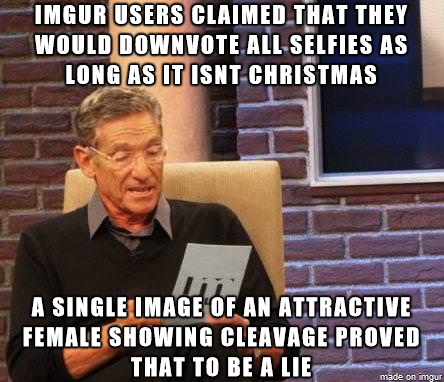 IMGUR USERS CLAIMED THAT THEY
WOULD DOWNVOTE ALL SELFIES AS
LONG AS IT ISNT CHRISTMAS
A SINGLE IMAGE OF AN ATTRACTIVE
FEMALE SHOWING CLEAVAGE PROVED
THAT TO BE A LIE
made on imgur